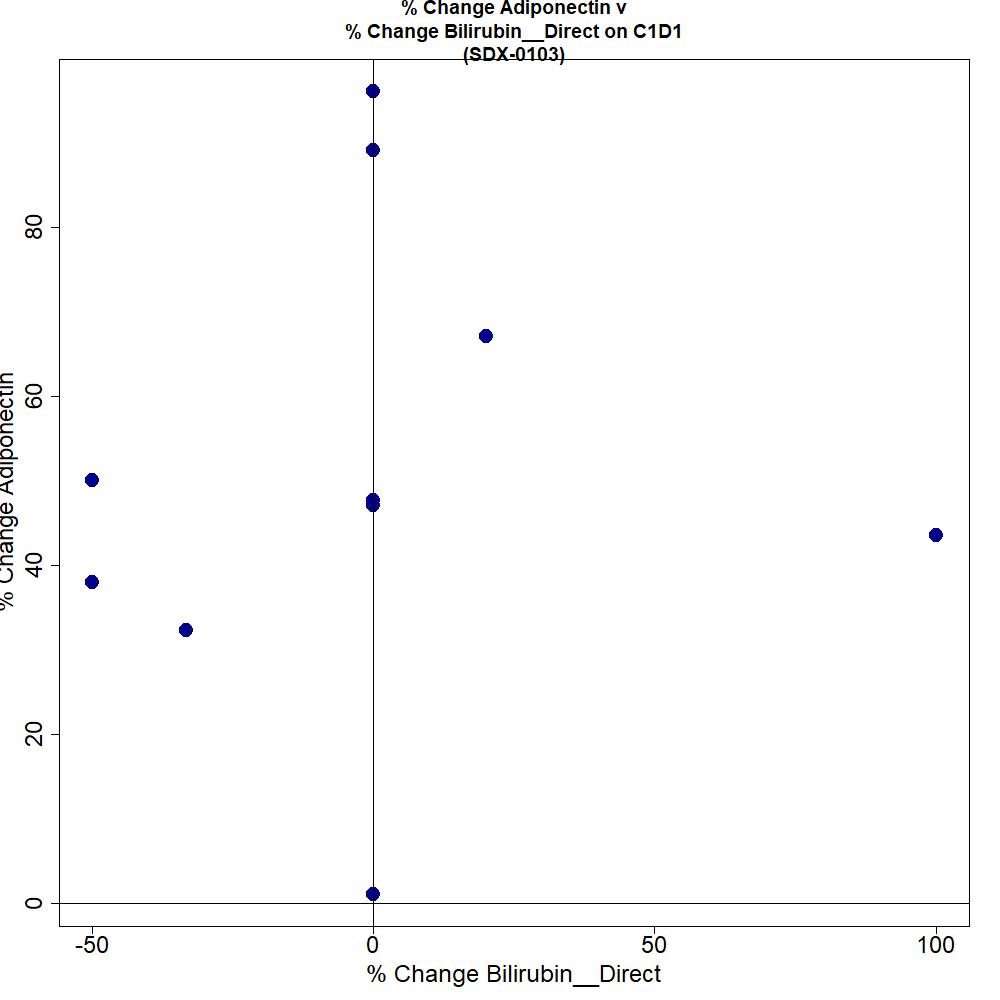 % Change Adiponectin v
% Change Bilirubin__Direct on C1D1
(SDX-0103)
% Change Adiponectin
80
60
40
20
0
-50
0
50
100
% Change Bilirubin__Direct